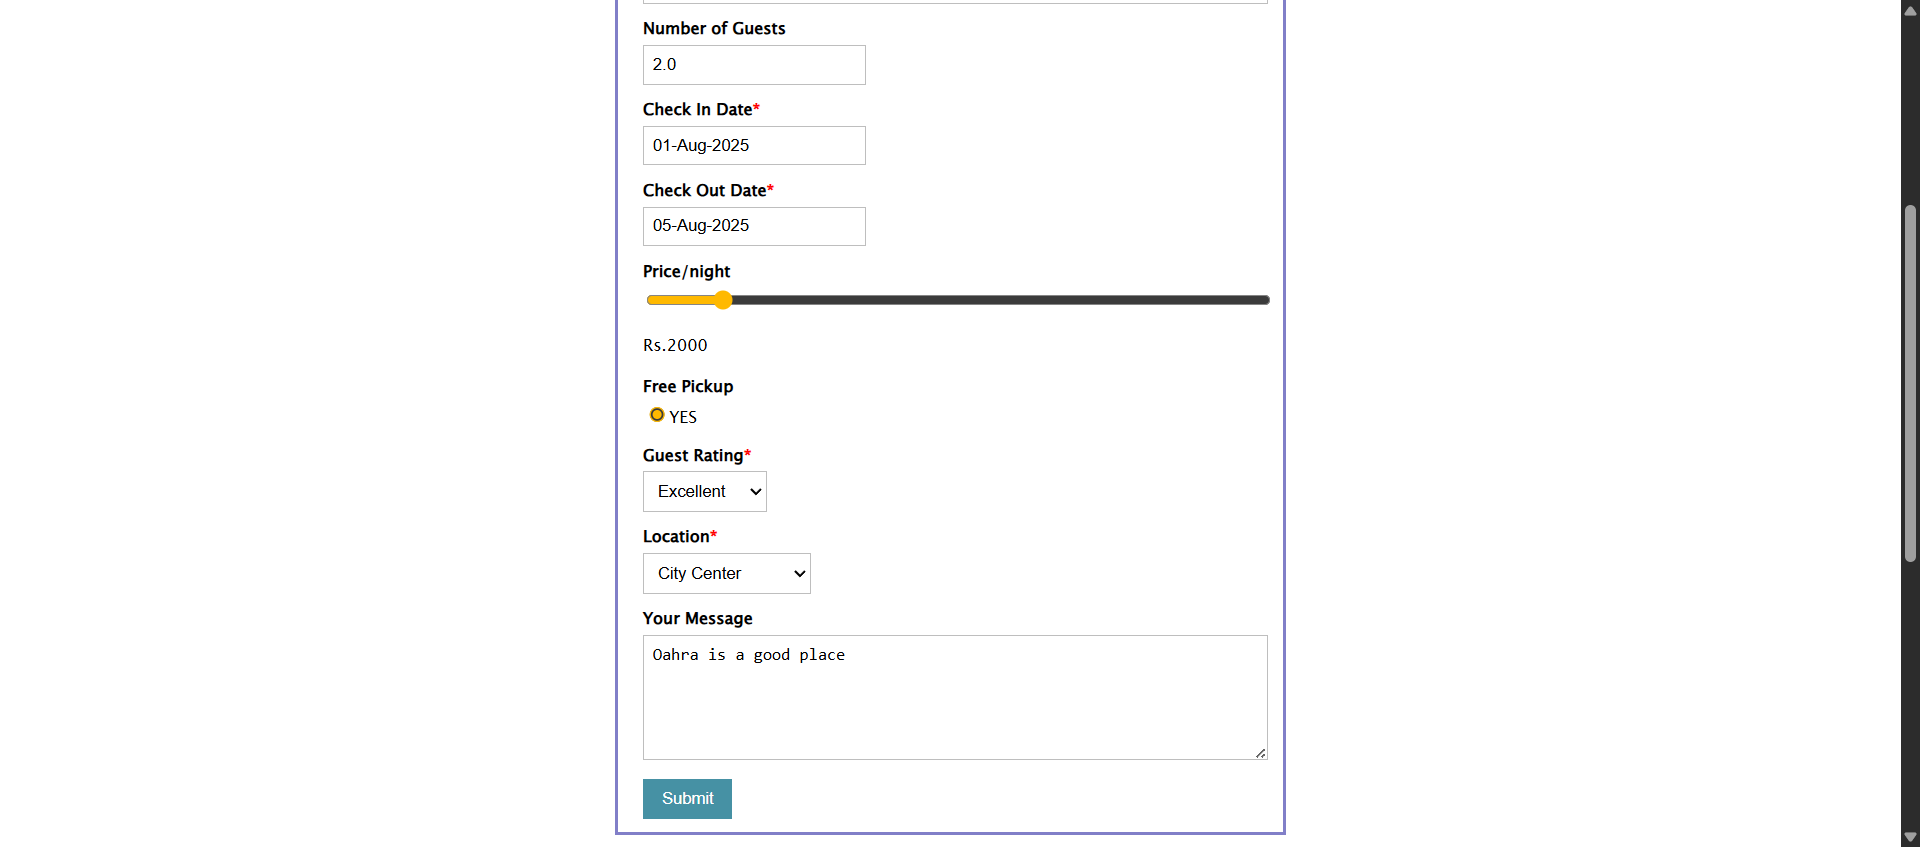 Number of Guests
2.0
Check In Date*
01-Aug-2025
Check Out Date*
05-Aug-2025
Price/night
Rs.2000
Free Pickup
YES
Guest Rating*
Excellent
Location*
City Center
Your Message
Oahra is a good place
Submit